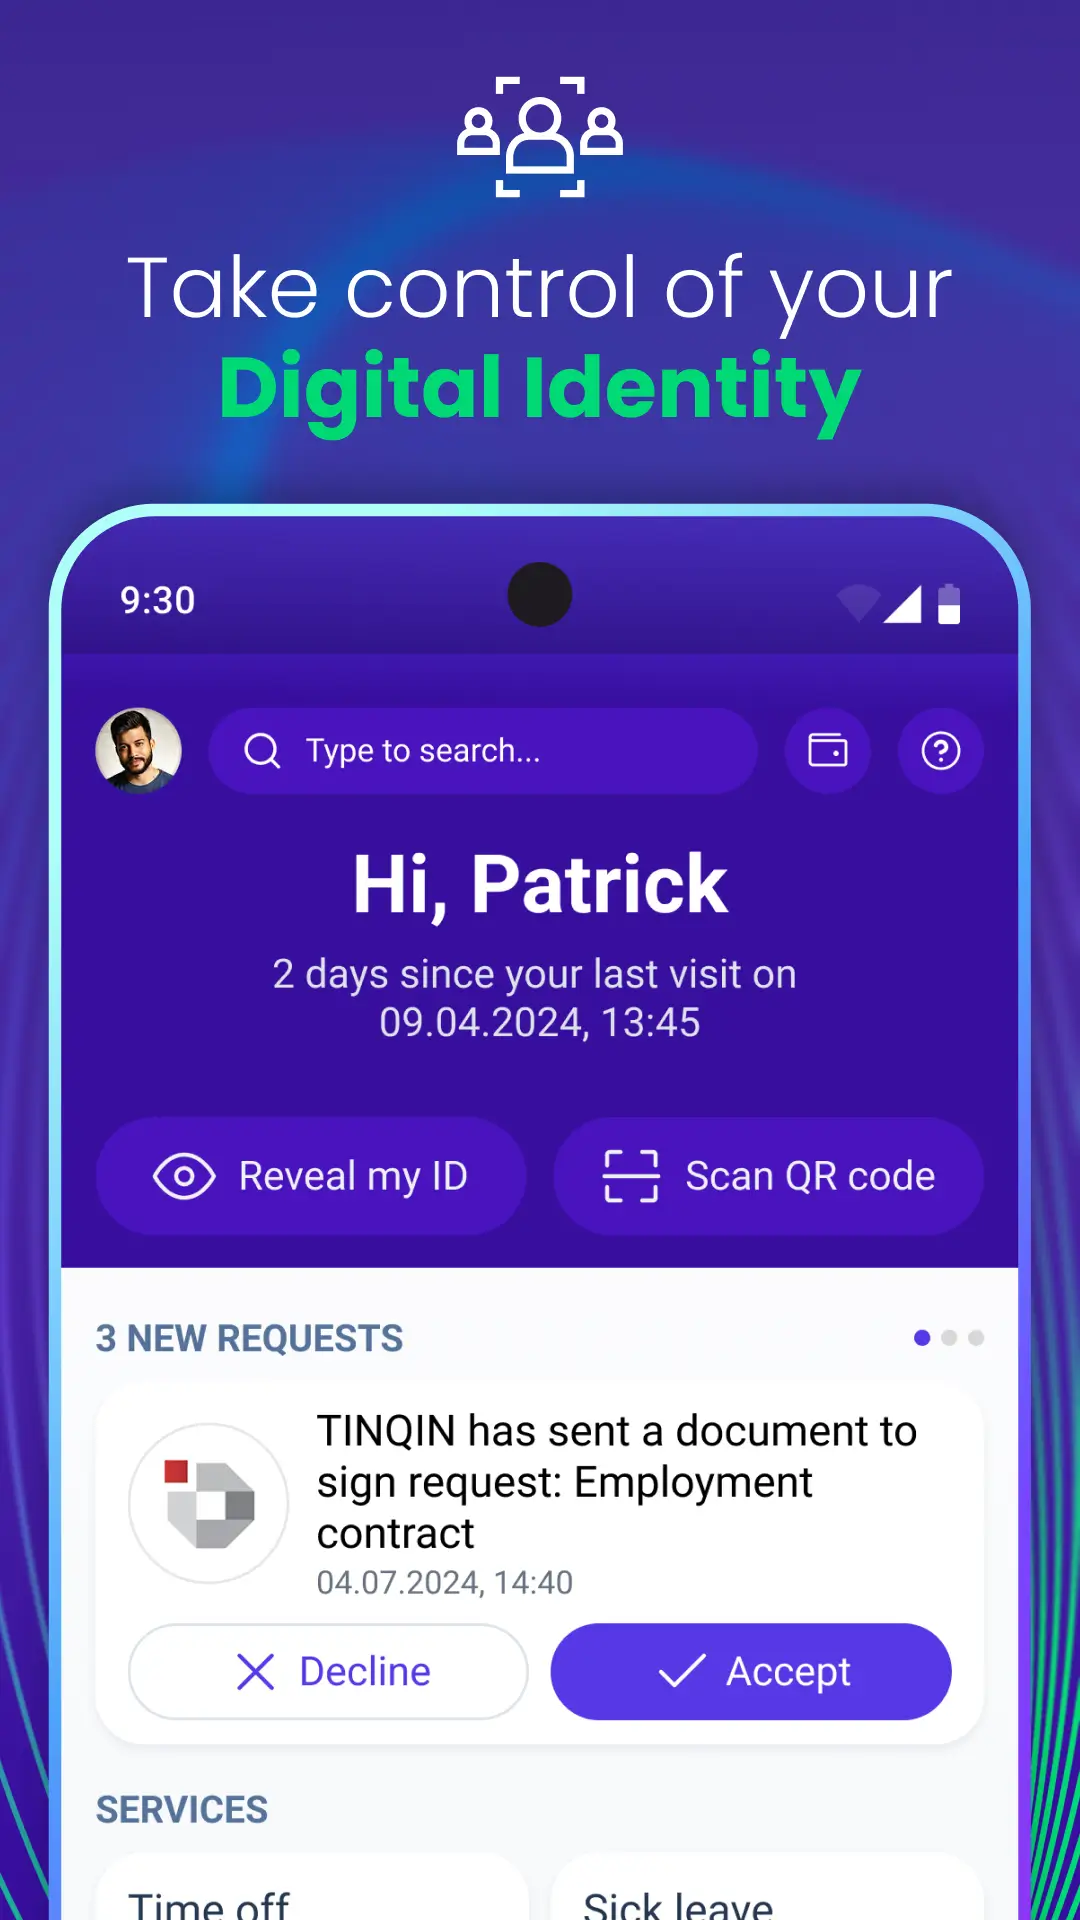 Take control of your
Digital Identity
9:30
Type to search...
Hi, Patrick
2 days since your last visit on
09.04.2024, 13:45
Reveal my ID
Scan QR code
3 NEW REQUESTS
TINQIN has sent a document to
sign request: Employment
contract
04.07.2024, 14:40
Decline
Accept
SERVICES
Time off
Sick leave